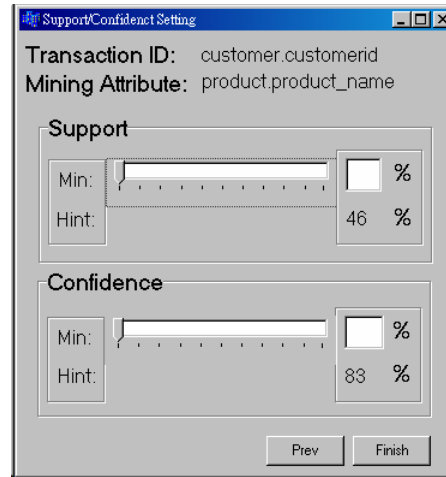 Support/Confidenct Setting
Transaction ID: customer.customerid
Mining Attribute: product.product_name
Support
Min: %
Hint: 46 %
Confidence
Min: %
Hint: 83 %
Prev Finish